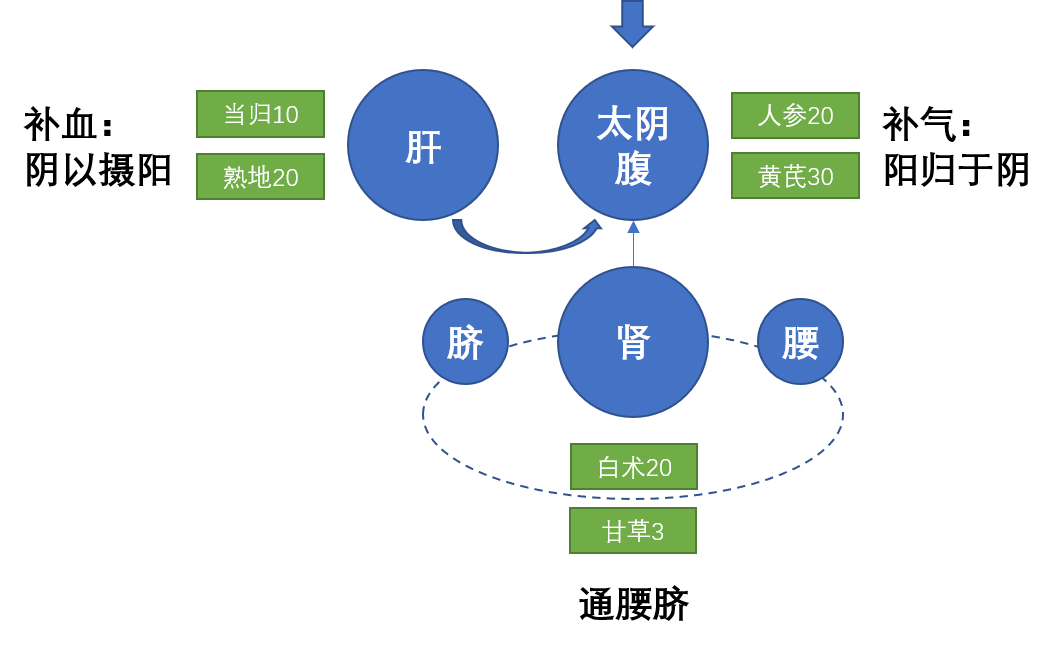 补血：
阴以摄阳
当归10
熟地20
肝
太阴
腹
人参20
黄芪30
补气：
阳归于阴
脐
肾
腰
白术20
甘草3
通腰脐